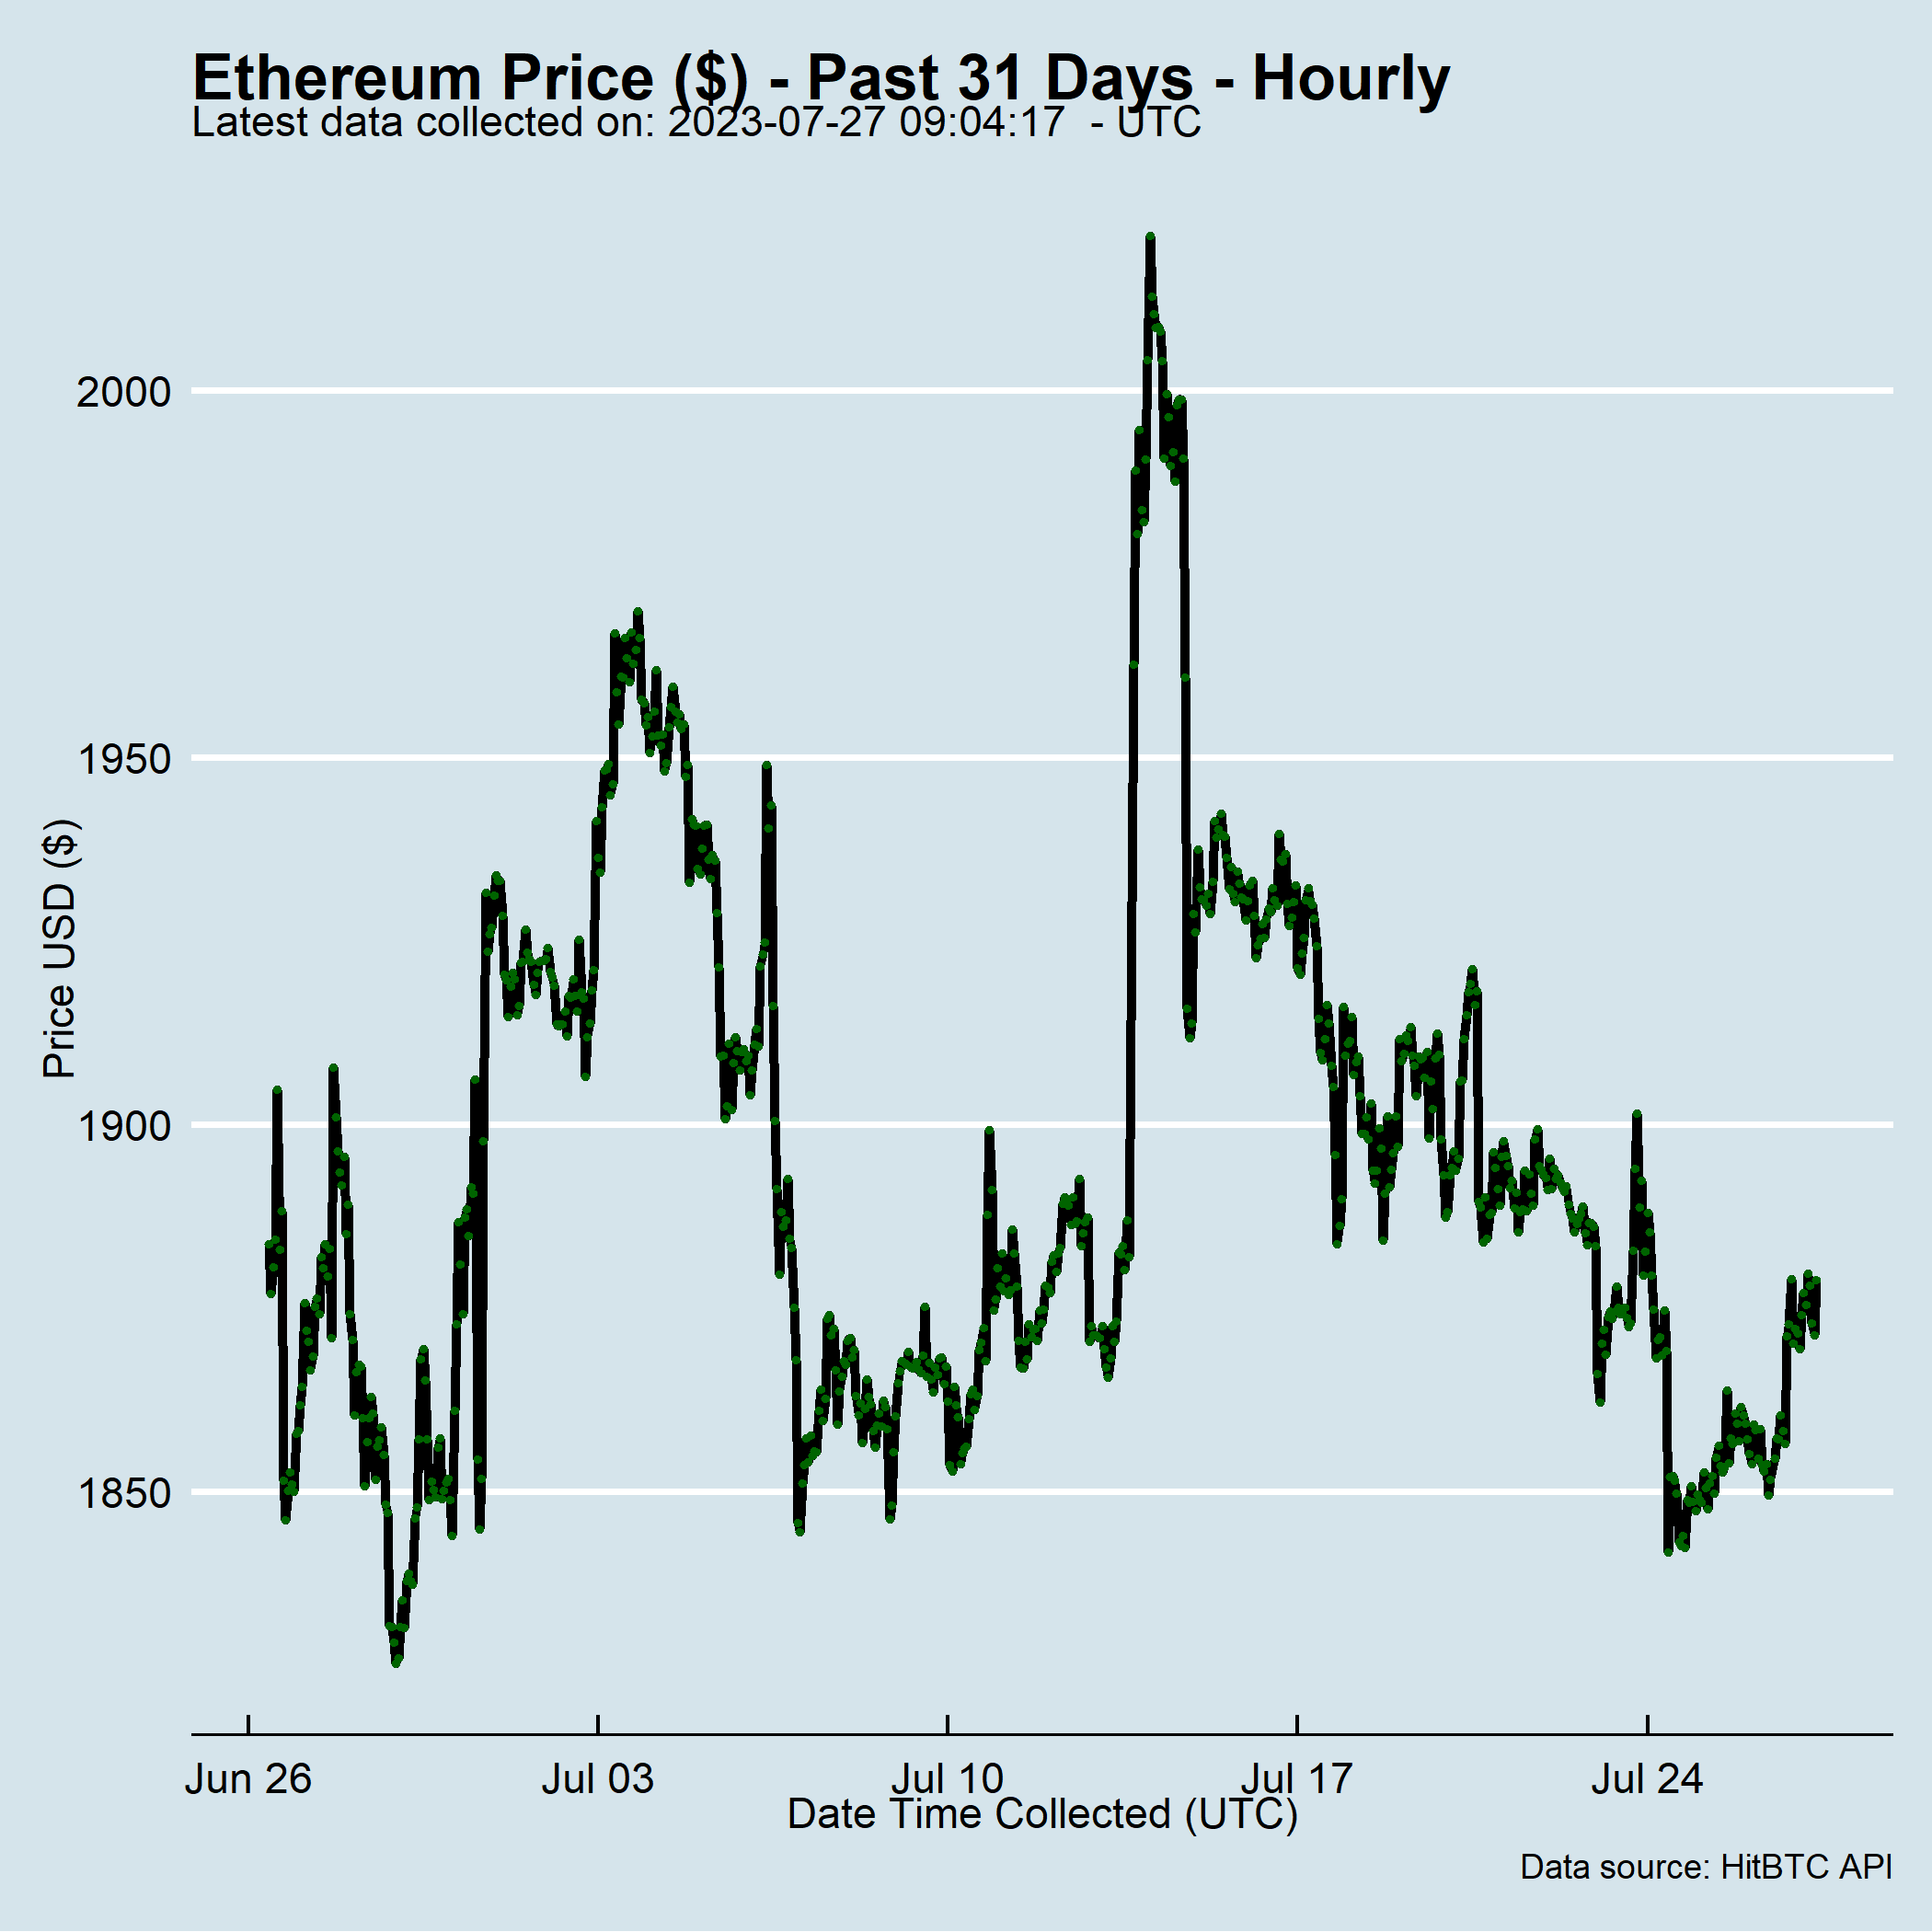 Ethereum Price ($) - Past 31 Days - Hourly
Latest data collected on: 2023-07-27 09:04:17  - UTC
2000
1950
1900
1850
Price USD ($)
Jun 26
Jul 03
Jul 10
Jul 17
Jul 24
Date Time Collected (UTC)
Data source: HitBTC API